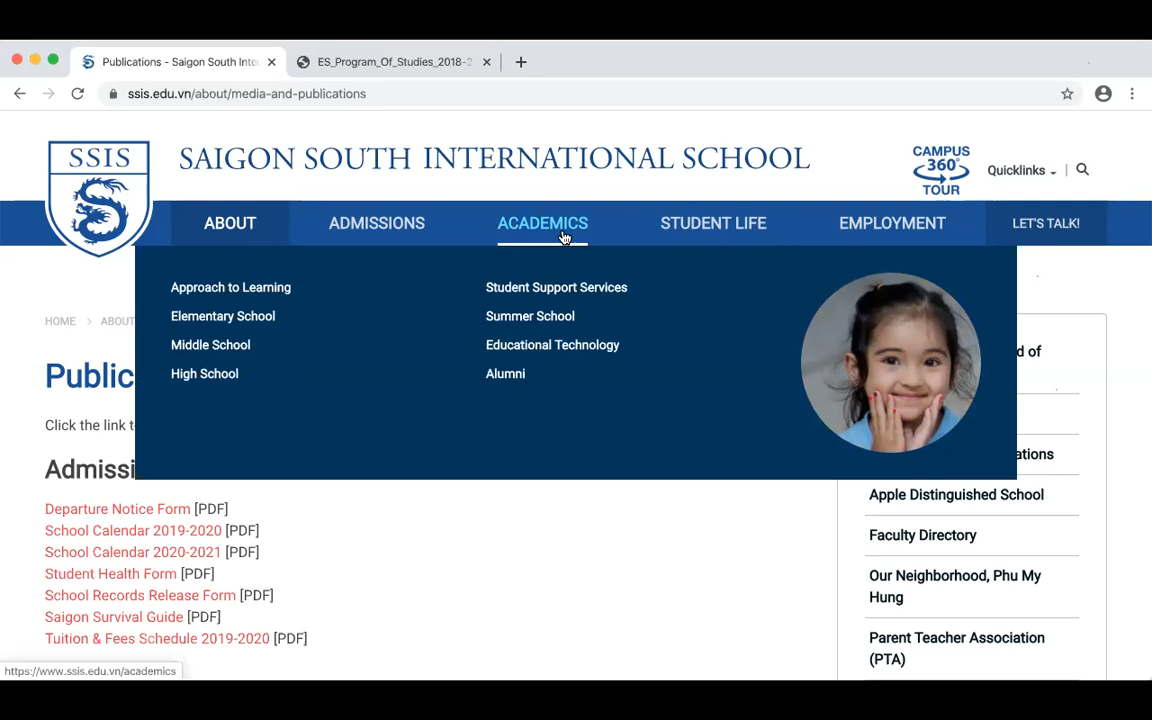 Publications - Saigon South Inte
ES_Program_Of_Studies_2018-2
ssis.edu.vn/about/media-and-publications
SSIS
SAIGON SOUTH INTERNATIONAL SCHOOL
CAMPUS
360°
TOUR
Quicklinks
ABOUT
ADMISSIONS
ACADEMICS
STUDENT LIFE
EMPLOYMENT
LET'S TALK!
Approach to Learning
Elementary School
Middle School
High School
Student Support Services
Summer School
Educational Technology
Alumni
HOME > ABOUT
Public
Click the link t
Admissi
Departure Notice Form [PDF]
School Calendar 2019-2020 [PDF]
School Calendar 2020-2021 [PDF]
Student Health Form [PDF]
School Records Release Form [PDF]
Saigon Survival Guide [PDF]
Tuition & Fees Schedule 2019-2020 [PDF]
d of
ations
Apple Distinguished School
Faculty Directory
Our Neighborhood, Phu My
Hung
Parent Teacher Association
(PTA)
https://www.ssis.edu.vn/academics